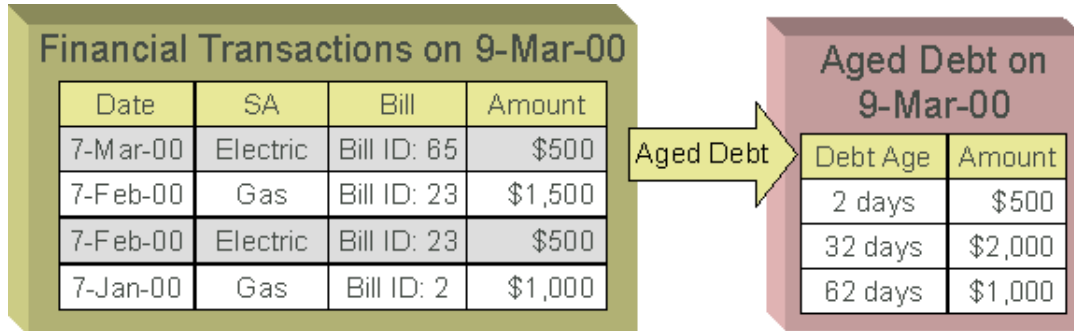 Financial Transactions on 9-Mar-00
Date SA Bill Amount
7-Mar-00 Electric Bill ID: 65 $500
7-Feb-00 Gas Bill ID: 23 $1,500
7-Feb-00 Electric Bill ID: 23 $500
7-Jan-00 Gas Bill ID: 2 $1,000
Aged Debt
Aged Debt on
9-Mar-00
Debt Age Amount
2 days $500
32 days $2,000
62 days $1,000